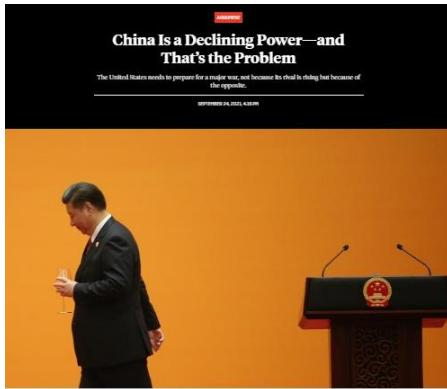 ARGUMENT
China Is a Declining Power—and
That's the Problem
The United States needs to prepare for a major war, not because its rival is rising but because of
the opposite.
SEPTEMBER 24, 2021, 4:16 PM